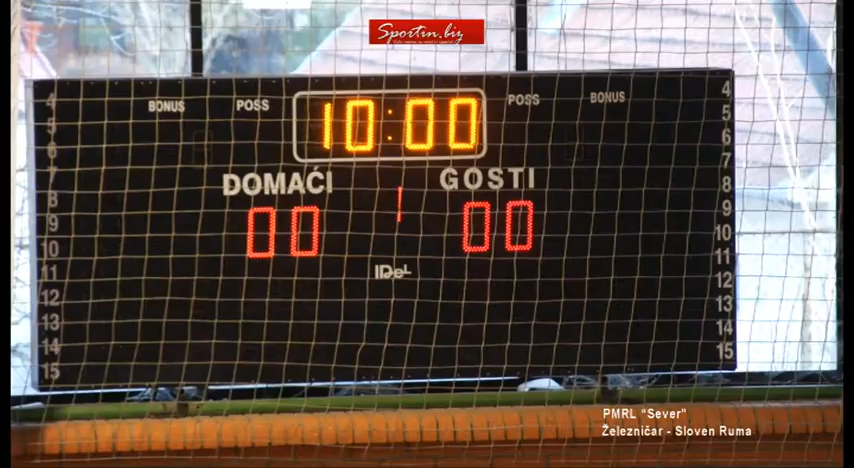 Sportin.biz
BONUS POSS 10:00 POSS BONUS
DOMAĆI 1 GOSTI
00 00
IDeL
4 4
5 5
6 6
7 7
8 8
9 9
10 10
11 11
12 12
13 13
14 14
15 15
PMRL "Sever"
Železničar - Sloven Ruma